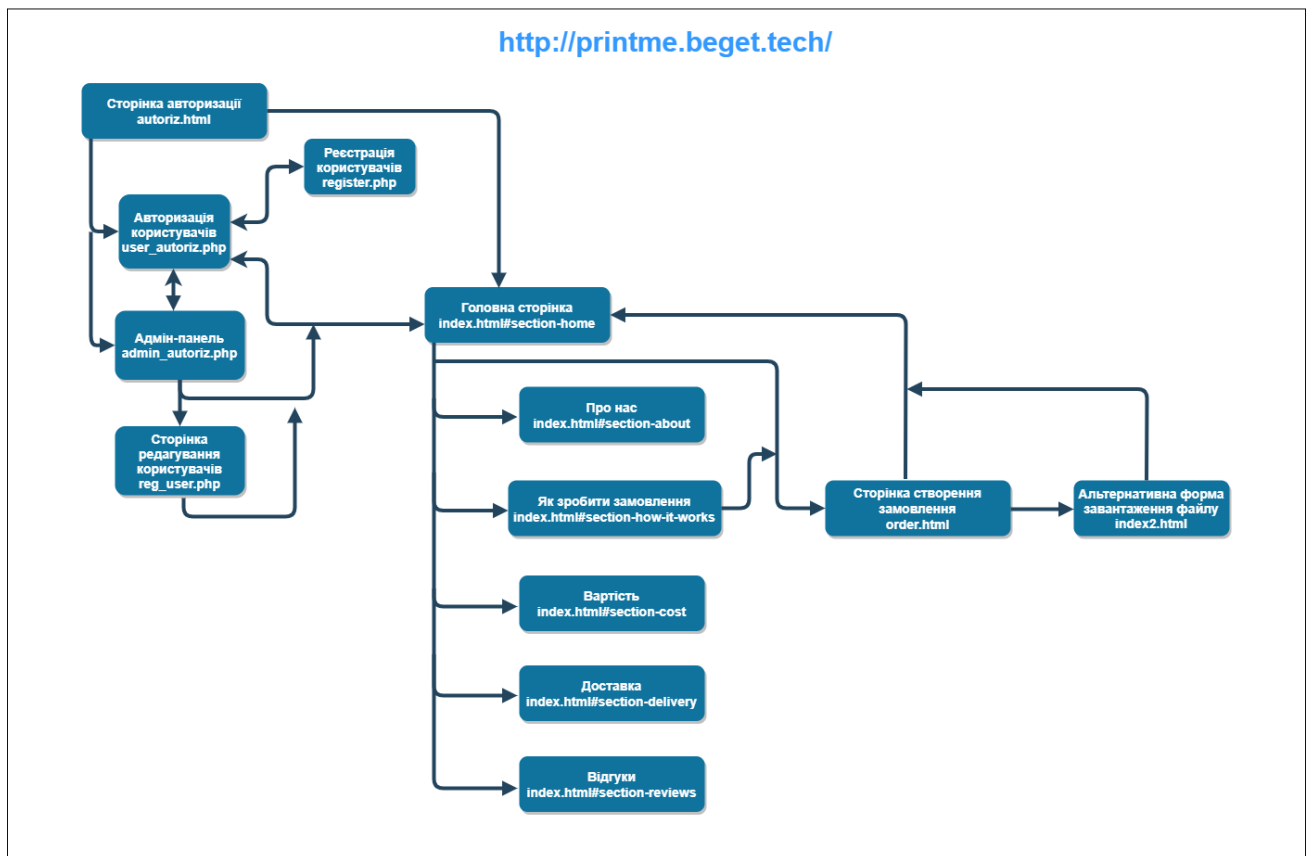 http://printme.beget.tech/
Сторінка авторизації
autoriz.html
Реєстрація
користувачів
register.php
Авторизація
користувачів
user_autoriz.php
Адмін-панель
admin_autoriz.php
Сторінка
редагування
користувачів
reg_user.php
Головна сторінка
index.html#section-home
Про нас
index.html#section-about
Як зробити замовлення
index.html#section-how-it-works
Вартість
index.html#section-cost
Доставка
index.html#section-delivery
Відгуки
index.html#section-reviews
Сторінка створення
замовлення
order.html
Альтернативна форма
завантаження файлу
index2.html